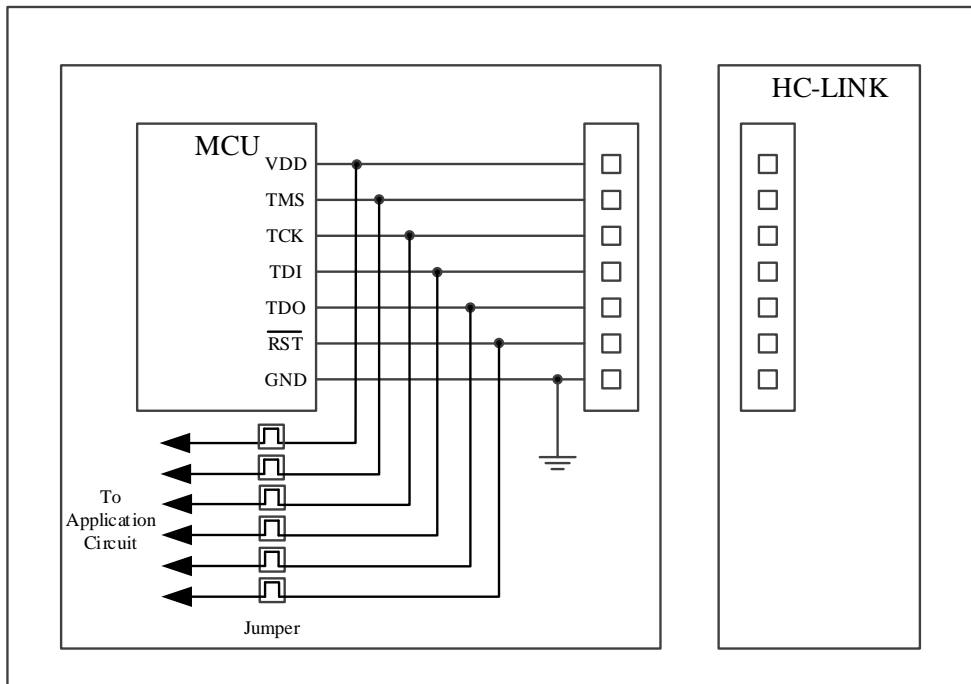 HC-LINK
MCU
VDD
TMS
TCK
TDI
TDO
RST
GND
To
Application
Circuit
Jumper